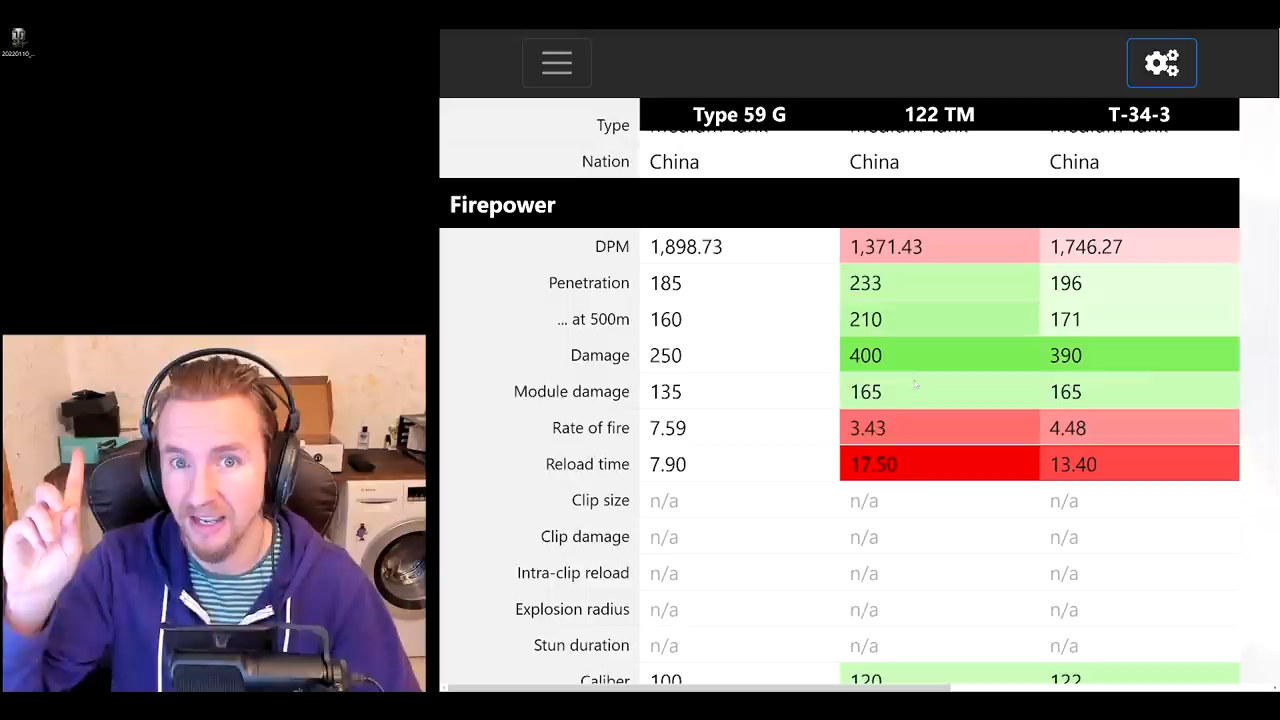 20220110_...
Type 59 G 122 TM T-34-3
Type
Nation China China China
Firepower
DPM 1,898.73 1,371.43 1,746.27
Penetration 185 233 196
... at 500m 160 210 171
Damage 250 400 390
Module damage 135 165 165
Rate of fire 7.59 3.43 4.48
Reload time 7.90 17.50 13.40
Clip size n/a n/a n/a
Clip damage n/a n/a n/a
Intra-clip reload n/a n/a n/a
Explosion radius n/a n/a n/a
Stun duration n/a n/a n/a
Caliber 100 120 122